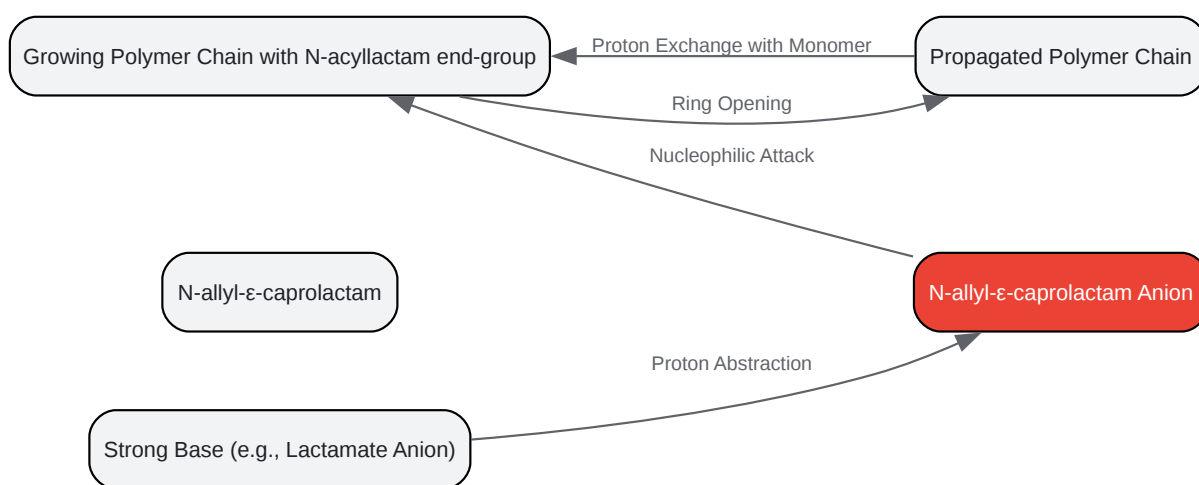 Growing Polymer Chain with N-acyllactam end-group
Proton Exchange with Monomer
Propagated Polymer Chain
Ring Opening
Nucleophilic Attack
N-allyl-ε-caprolactam
N-allyl-ε-caprolactam Anion
Proton Abstraction
Strong Base (e.g., Lactamate Anion)